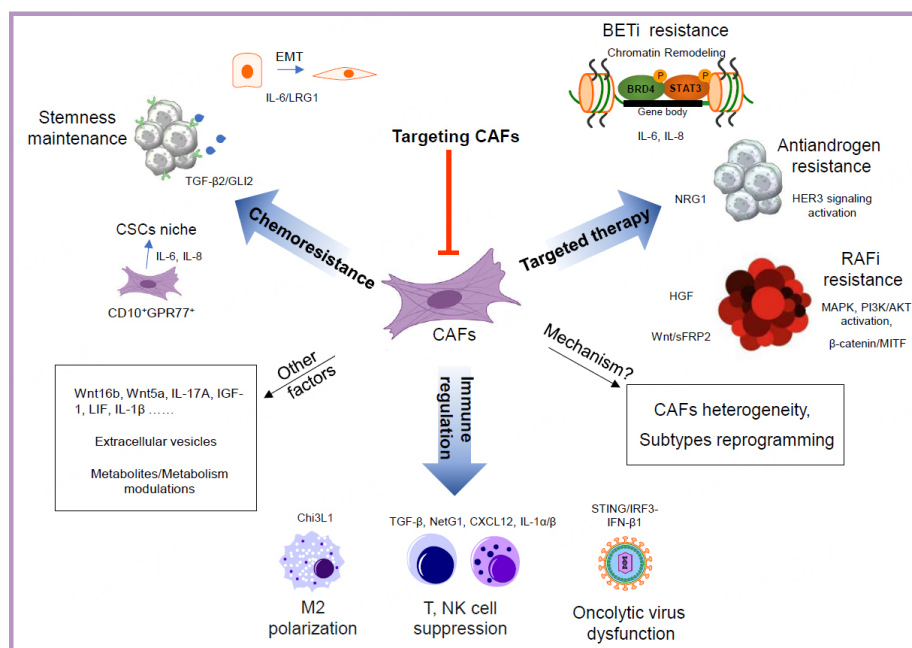 BETi resistance
Chromatin Remodeling
P
P
BRD4
STAT3
Gene body
IL-6, IL-8
EMT
IL-6/LRG1
Stemness
maintenance
TGF-β2/GLI2
Targeting CAFs
Antiandrogen
resistance
NRG1
HER3 signaling
activation
Chemoresistance
Targeted therapy
CSCs niche
IL-6, IL-8
CD10⁺GPR77⁺
CAFs
RAFi
resistance
HGF
MAPK, PI3K/AKT
activation,
Wnt/sFRP2
β-catenin/MITF
Other
factors
Immune
regulation
Mechanism?
Wnt16b, Wnt5a, IL-17A, IGF-
1, LIF, IL-1β ......
Extracellular vesicles
Metabolites/Metabolism
modulations
CAFs heterogeneity,
Subtypes reprogramming
Chi3L1
TGF-β, NetG1, CXCL12, IL-1α/β
STING/IRF3-
IFN-β1
M2
polarization
T, NK cell
suppression
Oncolytic virus
dysfunction